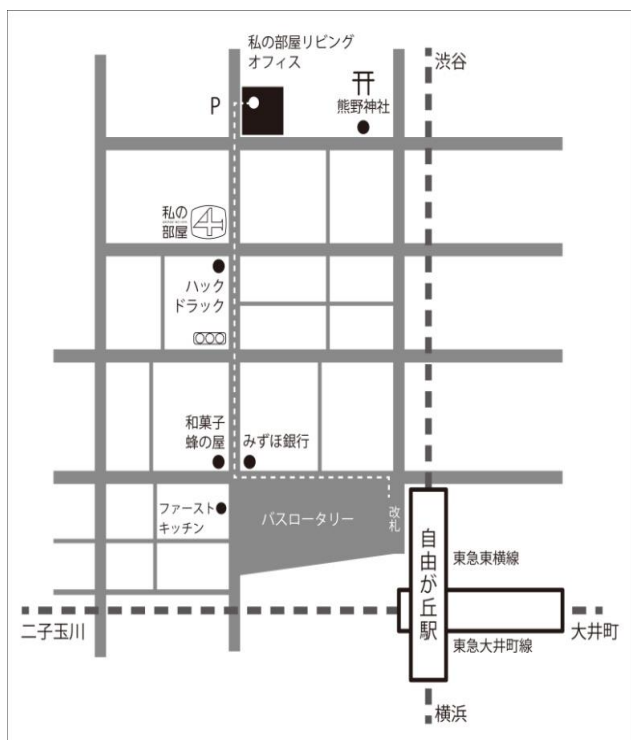 私の部屋リビング
オフィス
渋谷
P
熊野神社
私の
部屋
ハック
ドラック
和菓子
蜂の屋
みずほ銀行
ファースト
キッチン
バスロータリー
改札
自由が丘駅
東急東横線
二子玉川
大井町
東急大井町線
横浜